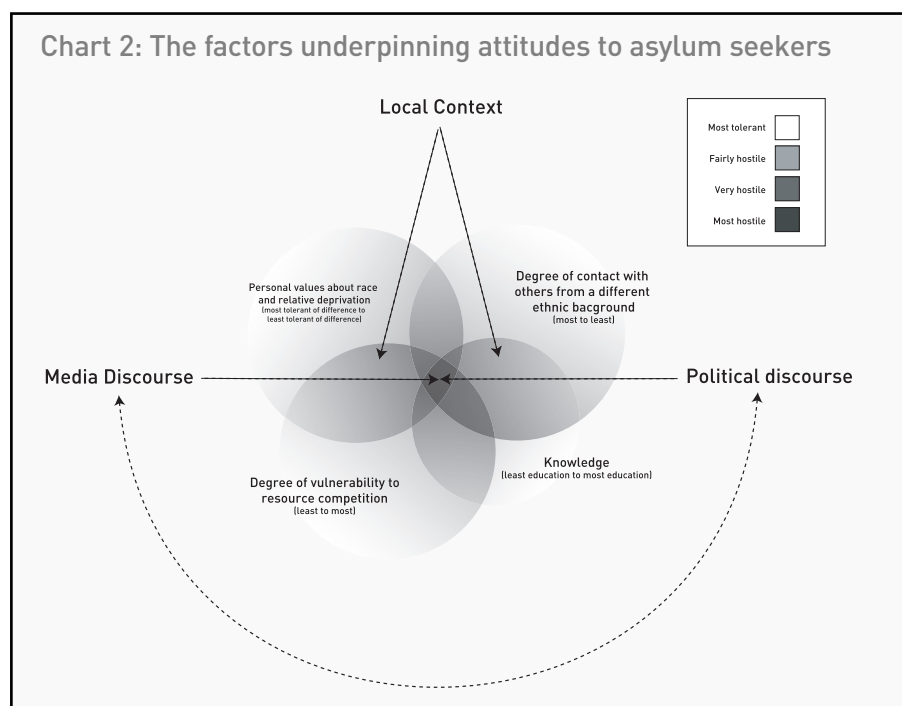 Chart 2: The factors underpinning attitudes to asylum seekers
Local Context
Most tolerant
Fairly hostile
Very hostile
Most hostile
Personal values about race
and relative deprivation
(most tolerant of difference to
least tolerant of difference)
Degree of contact with
others from a different
ethnic bacground
(most to least)
Media Discourse
Political discourse
Knowledge
(least education to most education)
Degree of vulnerability to
resource competition
(least to most)